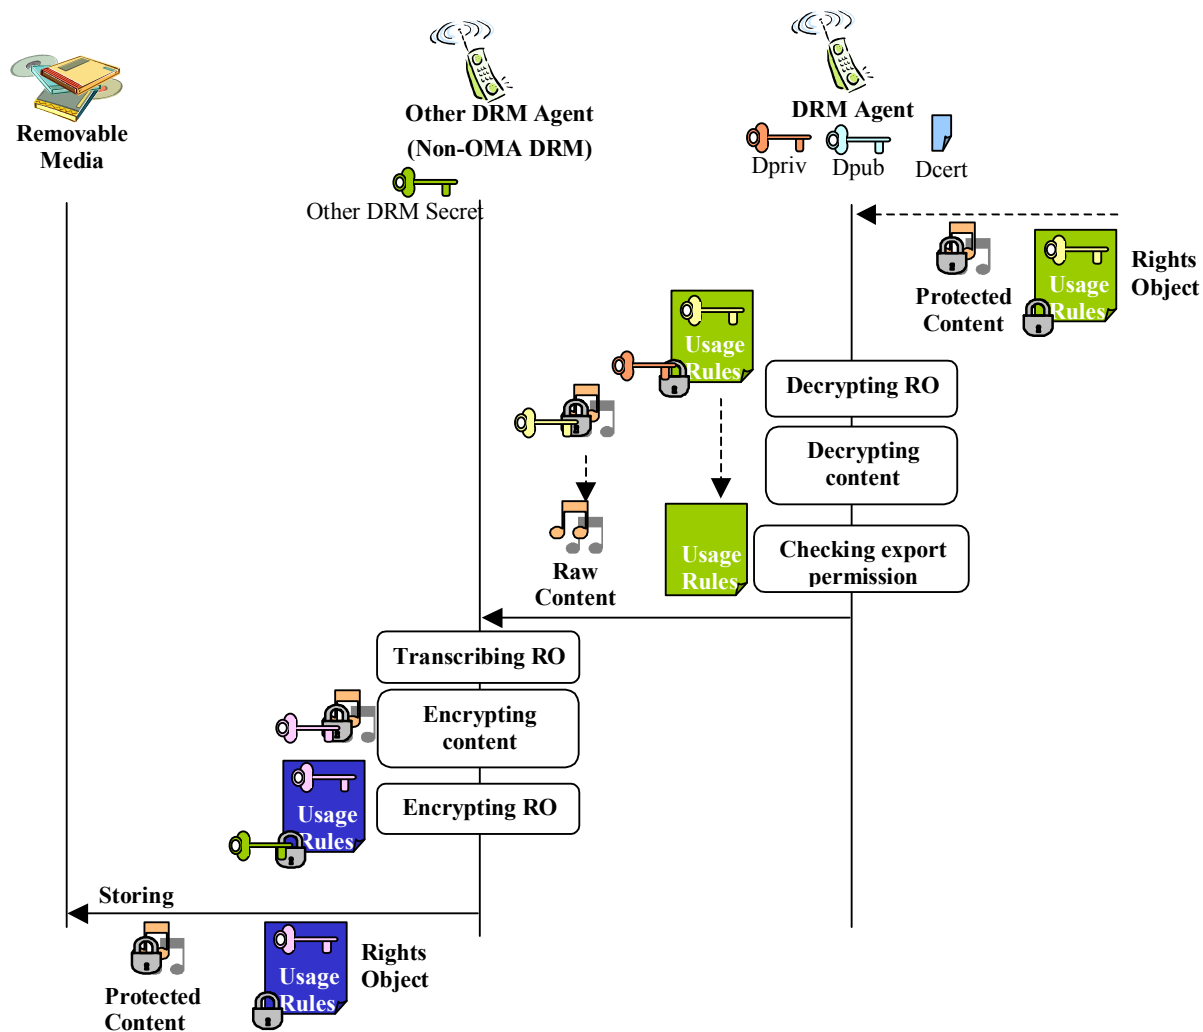 Removable
Media
Other DRM Agent
(Non-OMA DRM)
Other DRM Secret
DRM Agent
Dpriv
Dpub
Dcert
Protected
Content
Usage
Rules
Rights
Object
Usage
Rules
Decrypting RO
Decrypting
content
Raw
Content
Usage
Rules
Checking export
permission
Transcribing RO
Encrypting
content
Usage
Rules
Encrypting RO
Storing
Protected
Content
Usage
Rules
Rights
Object